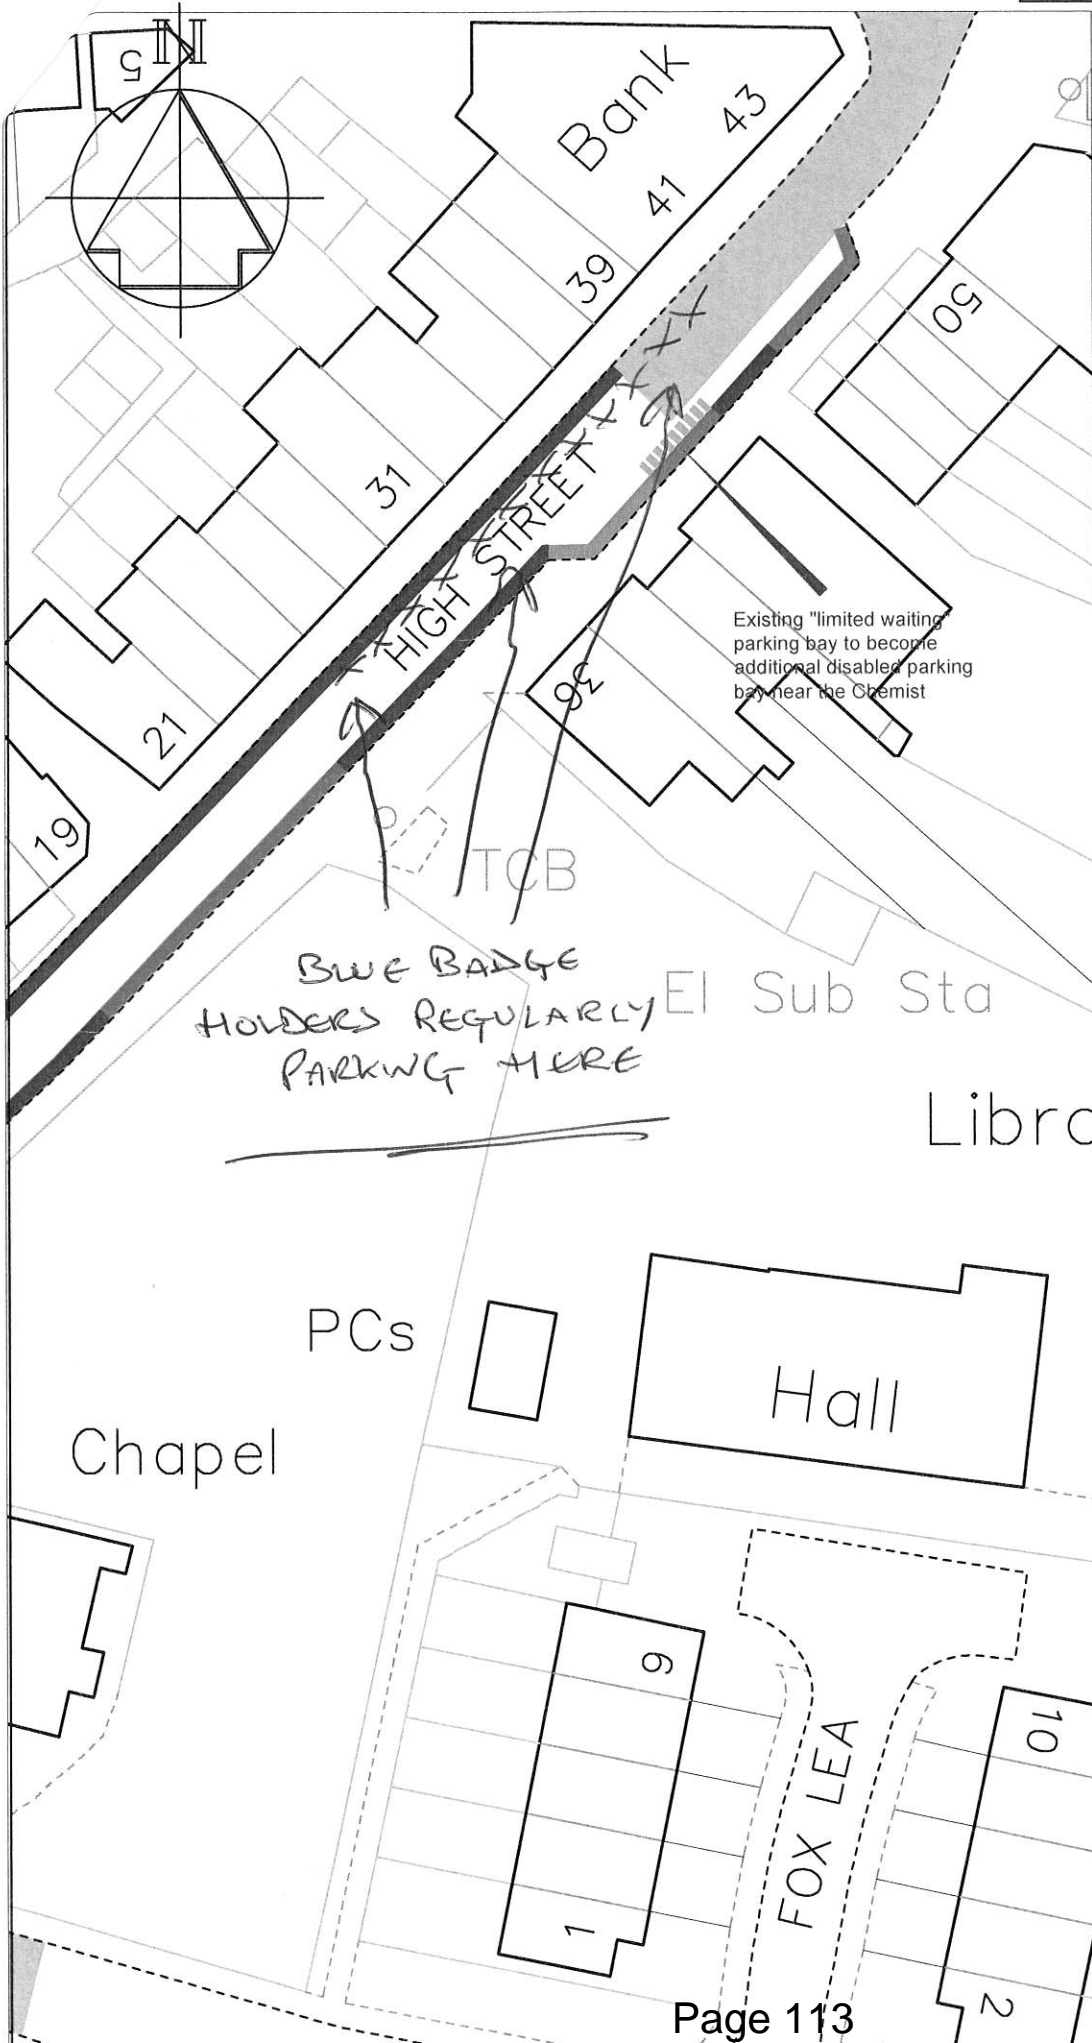 5
N
Bank
43
41
39
50
31
HIGH STREET
Existing "limited waiting"
parking bay to become
additional disabled parking
bay near the Chemist
36
21
19
TCB
BLUE BADGE
HOLDERS REGULARLY
PARKING HERE
El Sub Sta
Libra
PCs
Hall
Chapel
6
10
FOX LEA
1
2
Page 113